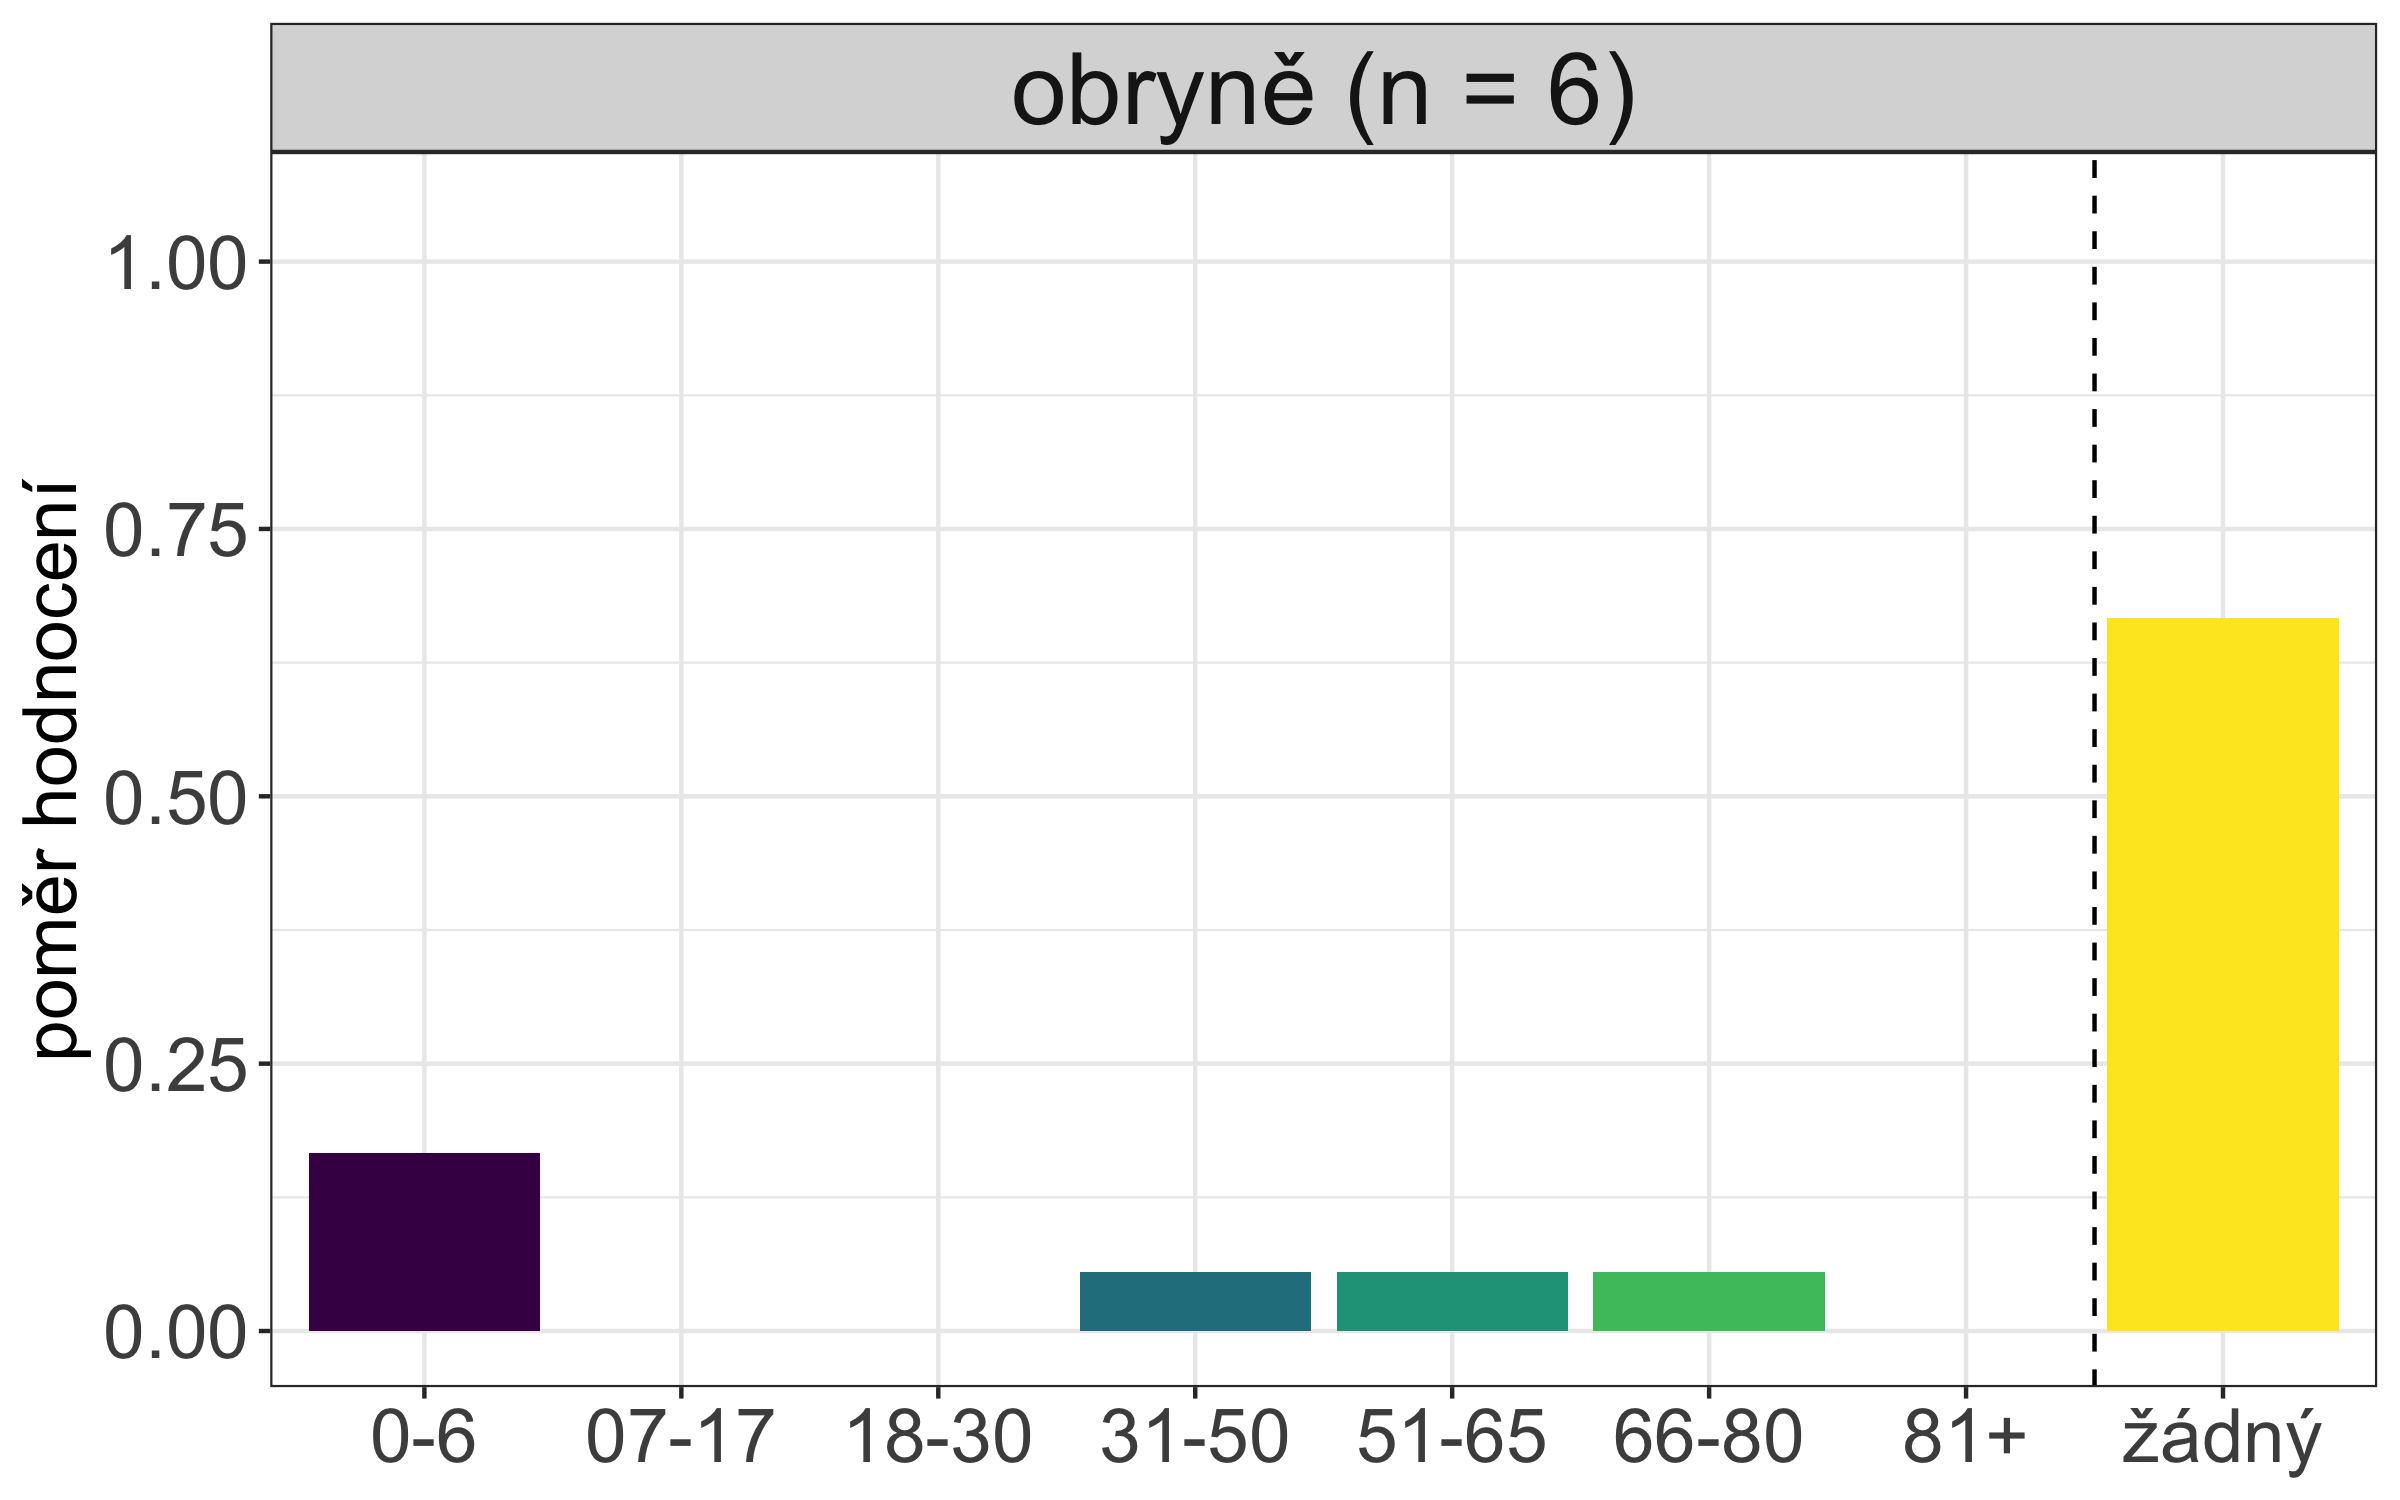 obryně (n = 6)
poměr hodnocení
1.00
0.75
0.50
0.25
0.00
0-6 07-17 18-30 31-50 51-65 66-80 81+ žádný